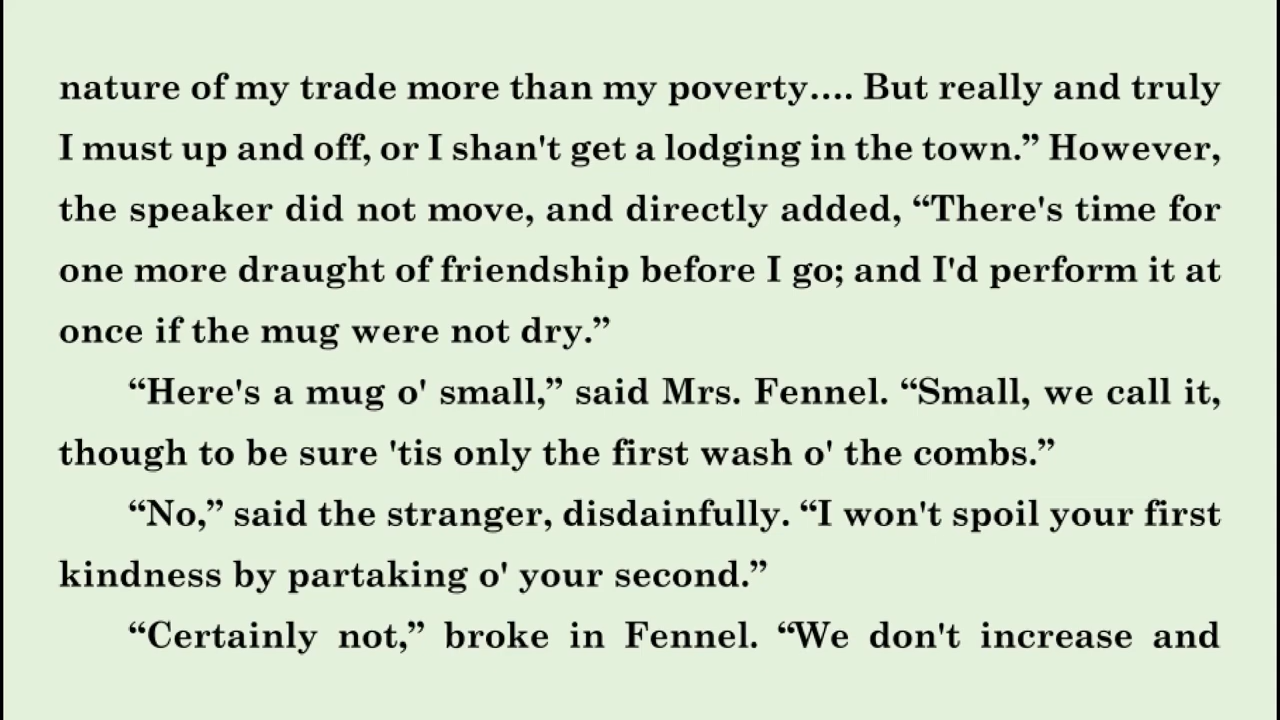 nature of my trade more than my poverty.... But really and truly
I must up and off, or I shan't get a lodging in the town.” However,
the speaker did not move, and directly added, “There's time for
one more draught of friendship before I go; and I'd perform it at
once if the mug were not dry.”
“Here's a mug o' small,” said Mrs. Fennel. “Small, we call it,
though to be sure 'tis only the first wash o' the combs.”
“No,” said the stranger, disdainfully. “I won't spoil your first
kindness by partaking o' your second.”
“Certainly not,” broke in Fennel. “We don't increase and